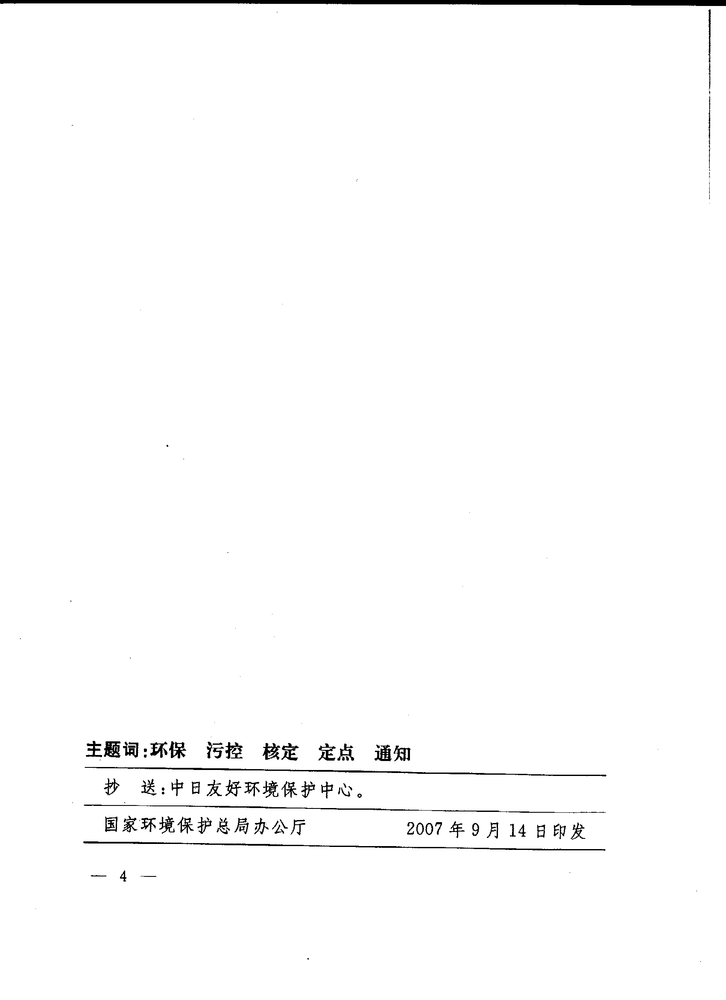 主题词:环保　污控　核定　定点　通知
抄　送:中日友好环境保护中心。
国家环境保护总局办公厅　2007年9月14日印发
— 4 —